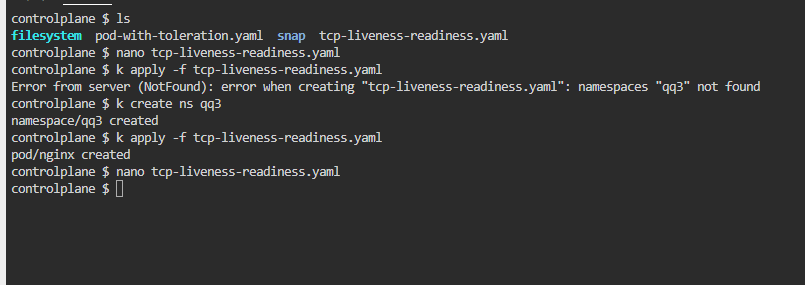 controlplane $ ls
filesystem  pod-with-toleration.yaml  snap  tcp-liveness-readiness.yaml
controlplane $ nano tcp-liveness-readiness.yaml
controlplane $ k apply -f tcp-liveness-readiness.yaml
Error from server (NotFound): error when creating "tcp-liveness-readiness.yaml": namespaces "qq3" not found
controlplane $ k create ns qq3
namespace/qq3 created
controlplane $ k apply -f tcp-liveness-readiness.yaml
pod/nginx created
controlplane $ nano tcp-liveness-readiness.yaml
controlplane $